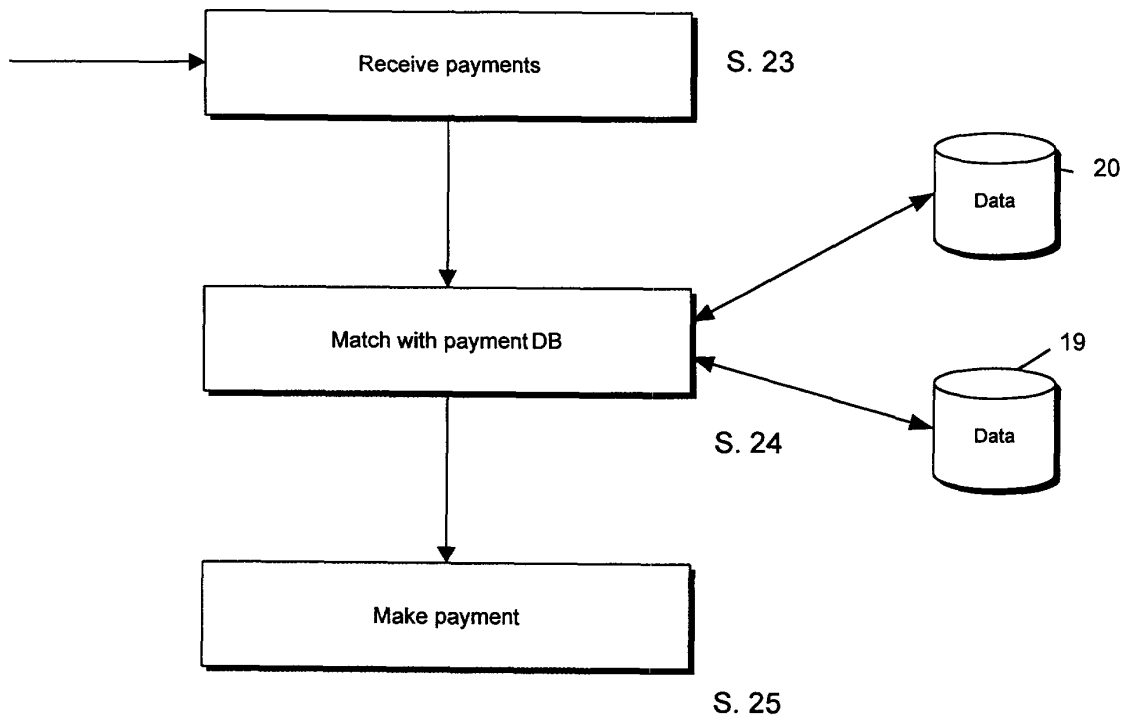 Receive payments
S. 23
20
Data
Match with payment DB
19
S. 24
Data
Make payment
S. 25